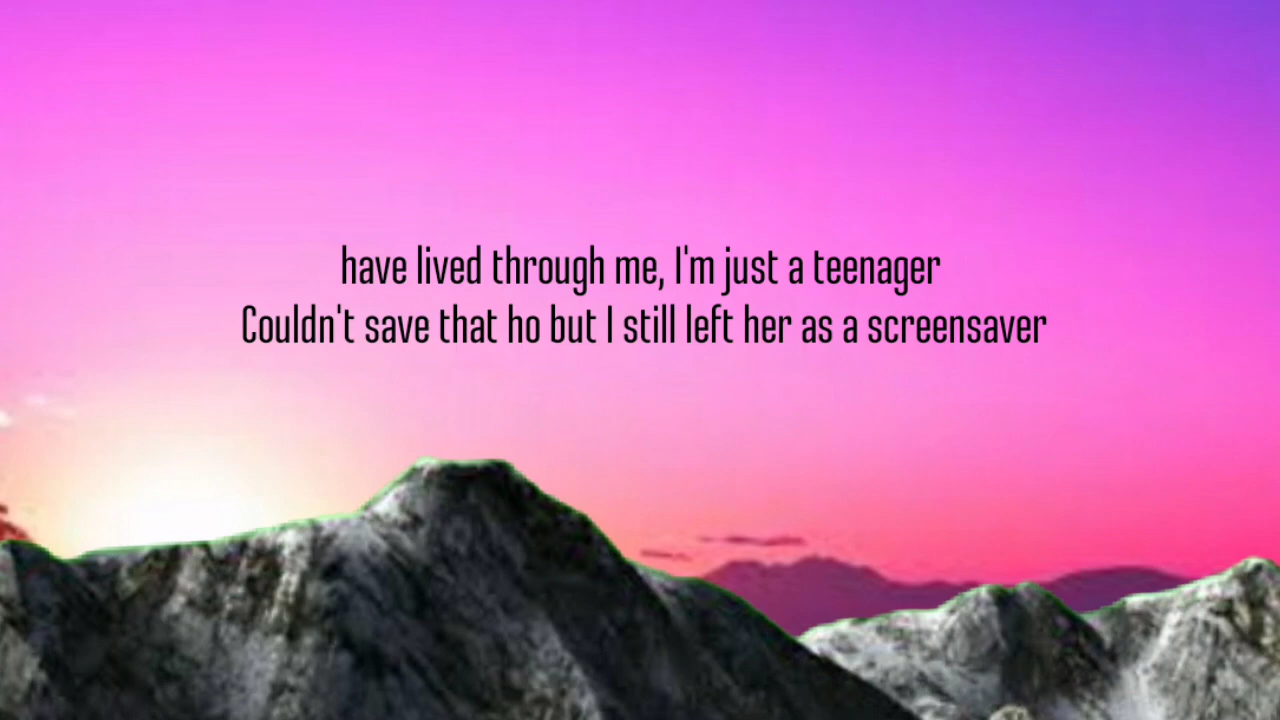 have lived through me, I'm just a teenager
Couldn't save that ho but I still left her as a screensaver